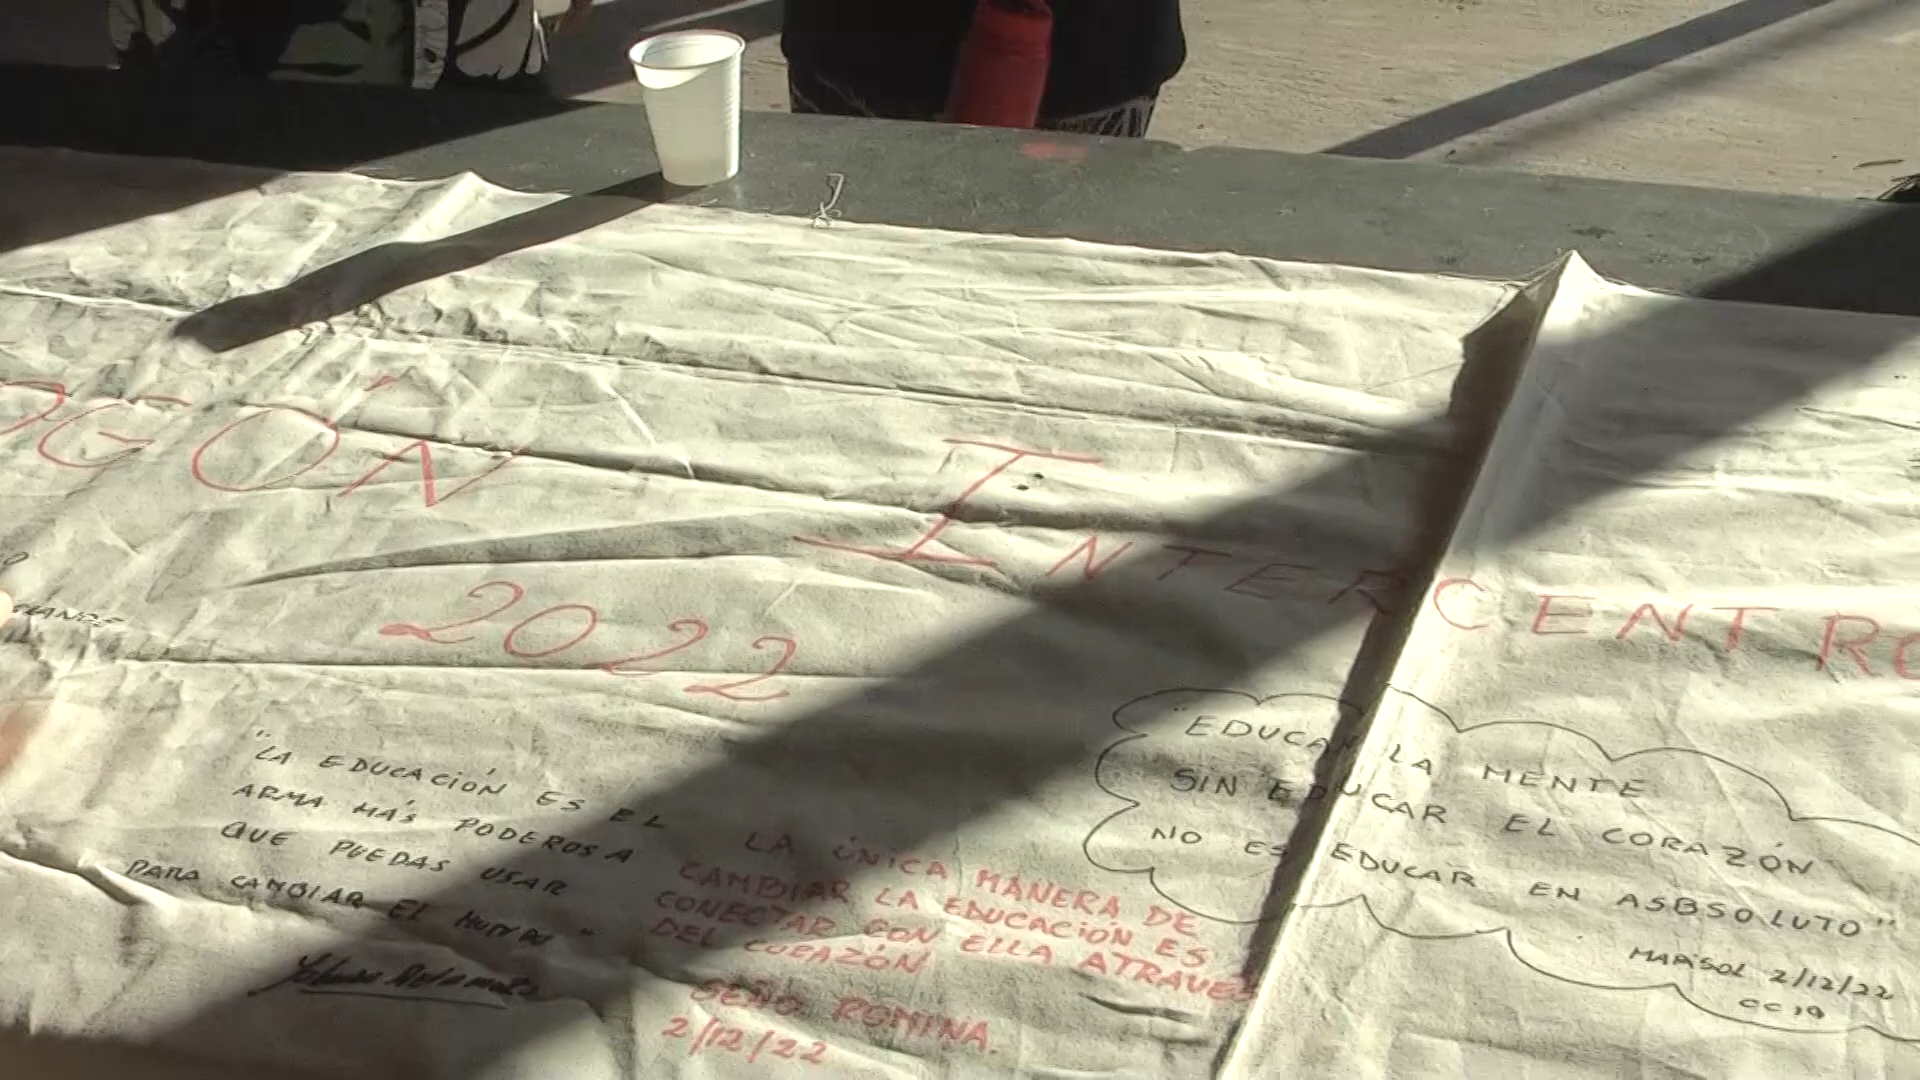 OGÓN INTERCENTRO
2022
"LA EDUCACIÓN ES EL
ARMA MÁS PODEROSA
QUE PUEDAS USAR
PARA CAMBIAR EL MUNDO"
LA ÚNICA MANERA DE
CAMBIAR LA EDUCACIÓN ES
CONECTAR CON ELLA ATRAVES
DEL CORAZÓN
SEÑO ROMINA.
2/12/22
"EDUCAR LA MENTE
SIN EDUCAR EL CORAZÓN
NO ES EDUCAR EN ASBSOLUTO"
MARISOL 2/12/22
CC 19